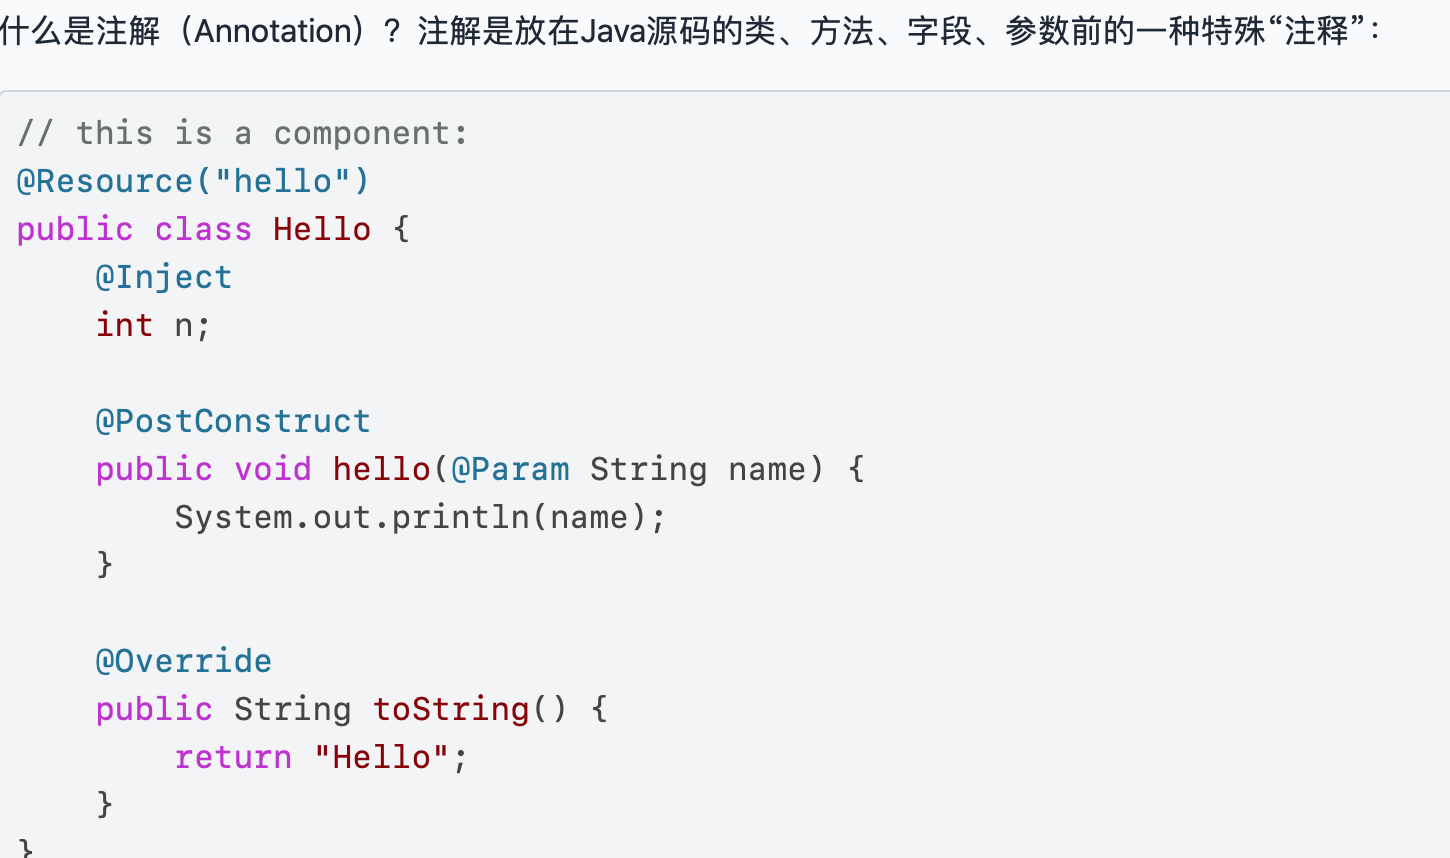 什么是注解（Annotation）？注解是放在Java源码的类、方法、字段、参数前的一种特殊“注释”：
// this is a component:
@Resource("hello")
public class Hello {
    @Inject
    int n;

    @PostConstruct
    public void hello(@Param String name) {
        System.out.println(name);
    }

    @Override
    public String toString() {
        return "Hello";
    }
}